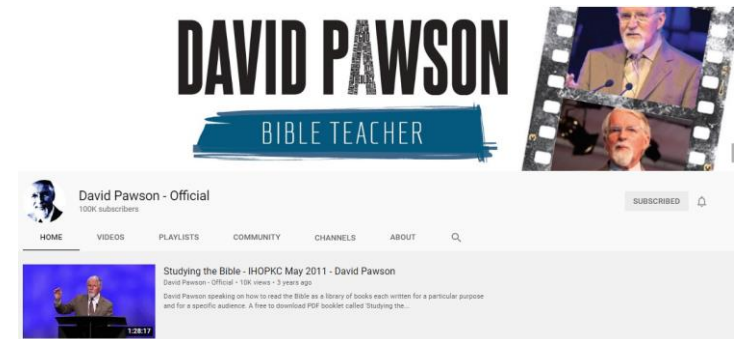 DAVID PAWSON
BIBLE TEACHER
David Pawson - Official
100K subscribers
SUBSCRIBED
HOME VIDEOS PLAYLISTS COMMUNITY CHANNELS ABOUT
Studying the Bible - IHOPKC May 2011 - David Pawson
David Pawson - Official • 10K views • 3 years ago
David Pawson speaking on how to read the Bible as a library of books each written for a particular purpose
and for a specific audience. A free to download PDF booklet called 'Studying the...
1:28:17